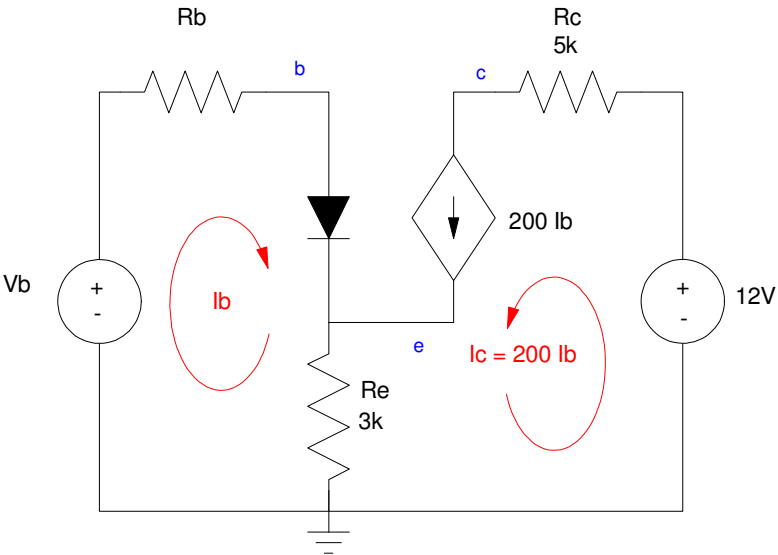 Rb
Rc
5k
b
c
200 Ib
Vb
+
-
Ib
+
-
12V
e
Ic = 200 Ib
Re
3k